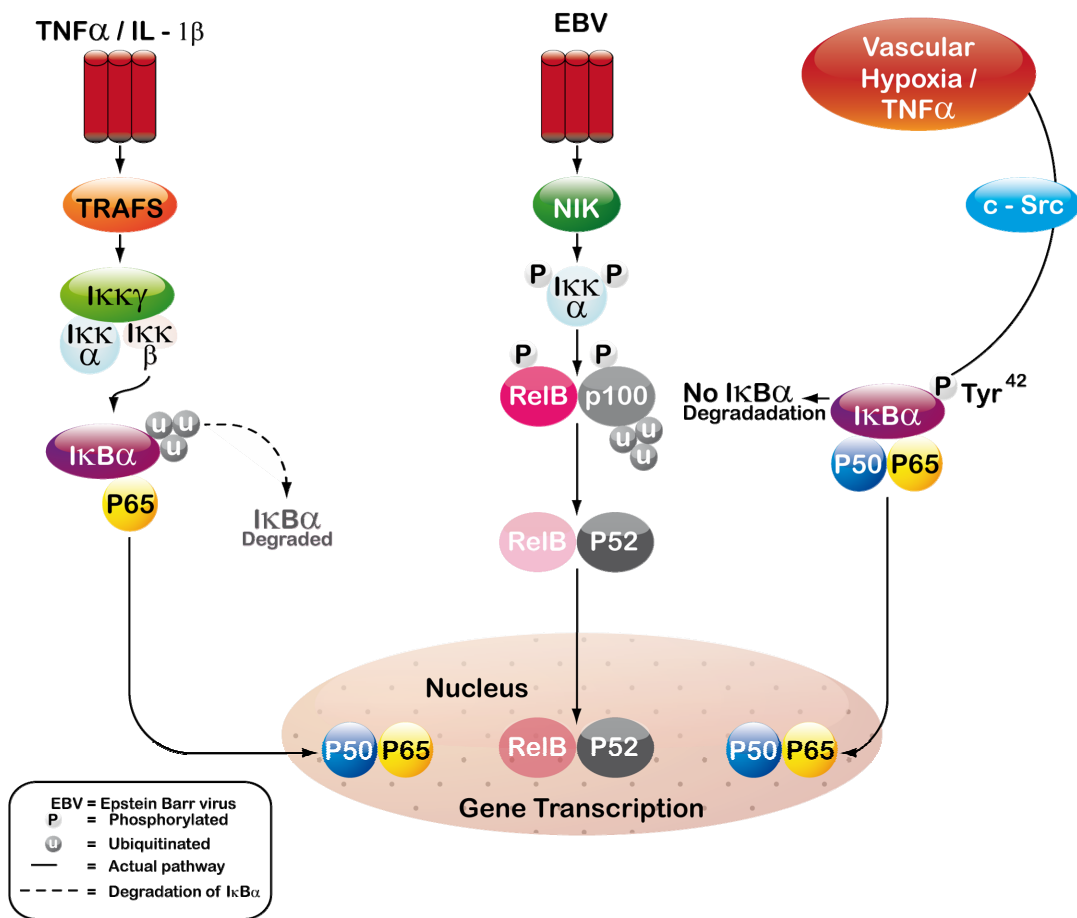 TNFα / IL - 1β
TRAFS
Iκκγ
Iκκ
α
Iκκ
β
IκBα
u
u
u
P65
IκBα
Degraded
EBV
NIK
P
P
Iκκ
α
P
P
RelB
p100
u
u
u
RelB
P52
Vascular
Hypoxia /
TNFα
c - Src
P
Tyr 42
No IκBα
Degradadation
IκBα
P50
P65
Nucleus
P50
P65
RelB
P52
P50
P65
Gene Transcription
EBV = Epstein Barr virus
P = Phosphorylated
u = Ubiquitinated
= Actual pathway
= Degradation of IκBα